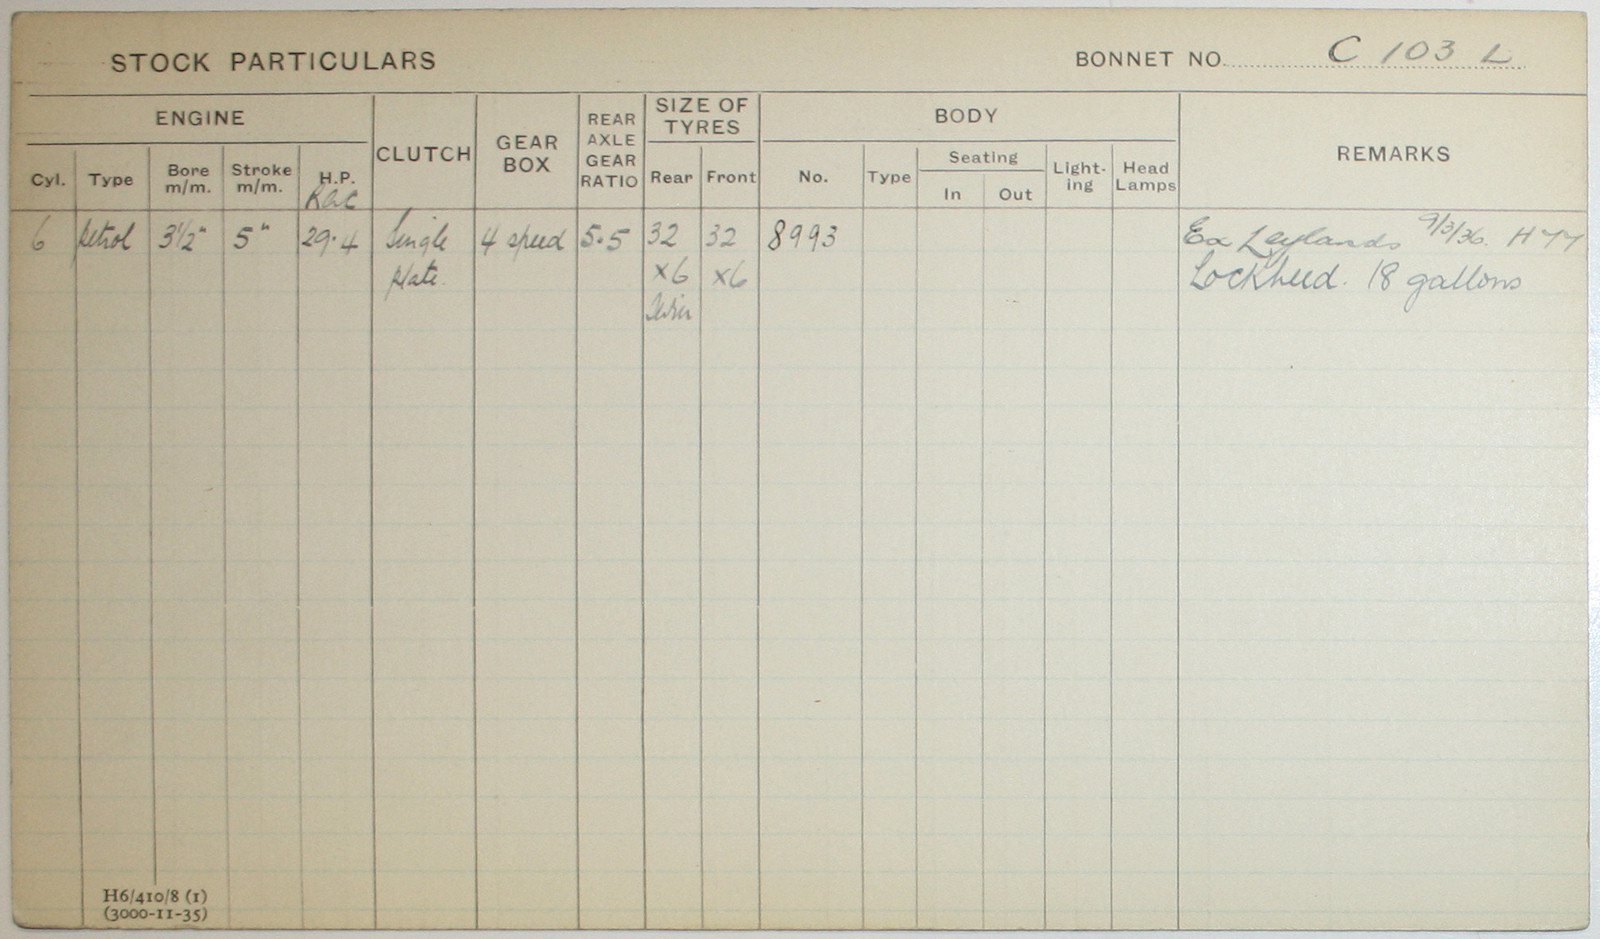 STOCK PARTICULARS
BONNET NO. C 103 L
ENGINE
CLUTCH
GEAR BOX
REAR AXLE GEAR RATIO
SIZE OF TYRES
BODY
REMARKS
Cyl. Type Bore m/m. Stroke m/m. H.P. Rac
Rear Front
No. Type Seating In Out Light-ing Head Lamps
6 petrol 3½" 5" 29.4 Single 4 speed 5.5 32 32 8993 Ex Leylands 9/3/36. H
plate. x6 x6 Lockheed. 18 gallons
Twin
H6/410/8 (1)
(3000-11-35)